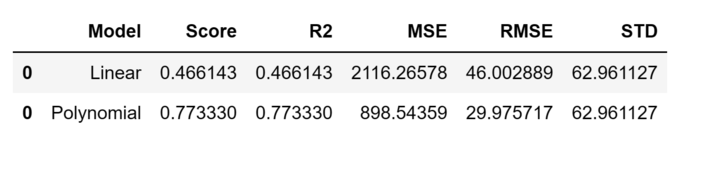 Model Score R2 MSE RMSE STD
0 Linear 0.466143 0.466143 2116.26578 46.002889 62.961127
0 Polynomial 0.773330 0.773330 898.54359 29.975717 62.961127